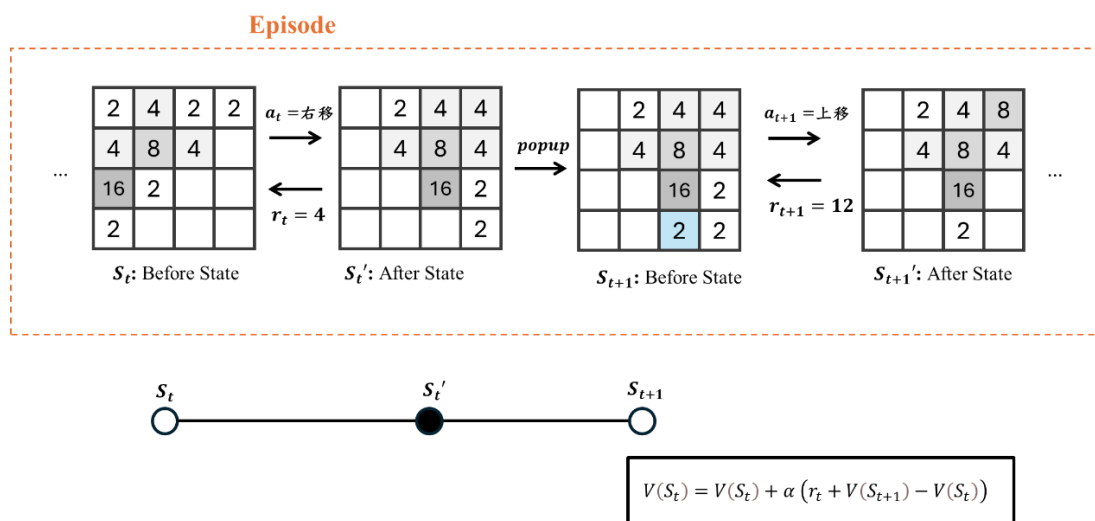 Episode
2 4 2 2
4 8 4
16 2
2
...
a_t =右移
r_t = 4
2 4 4
4 8 4
16 2
2
popup
2 4 4
4 8 4
16 2
2 2
a_{t+1} =上移
r_{t+1} = 12
2 4 8
4 8 4
16
2
...
S_t: Before State
S_t′: After State
S_{t+1}: Before State
S_{t+1}′: After State
S_t
S_t′
S_{t+1}
V(S_t) = V(S_t) + α (r_t + V(S_{t+1}) − V(S_t))